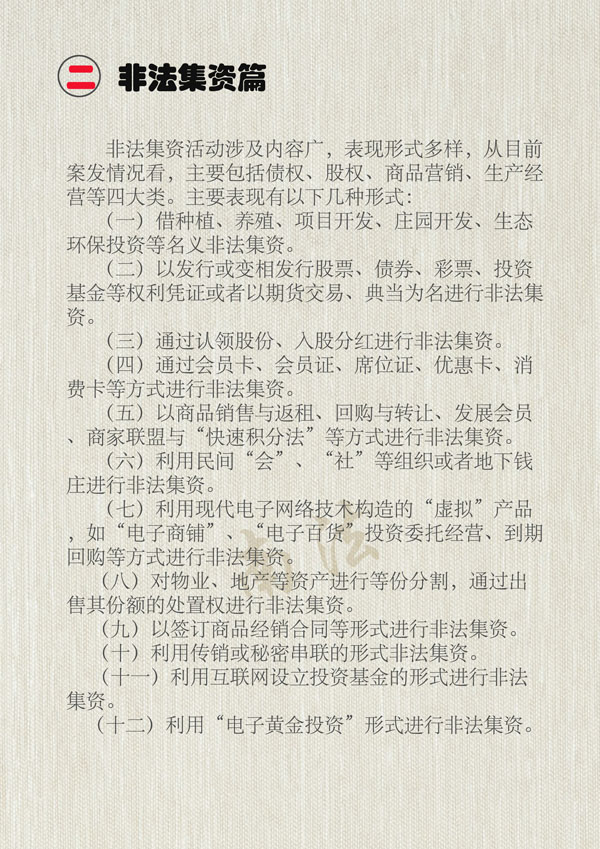 二 非法集资篇
非法集资活动涉及内容广，表现形式多样，从目前
案发情况看，主要包括债权、股权、商品营销、生产经
营等四大类。主要表现有以下几种形式：
（一）借种植、养殖、项目开发、庄园开发、生态
环保投资等名义非法集资。
（二）以发行或变相发行股票、债券、彩票、投资
基金等权利凭证或者以期货交易、典当为名进行非法集
资。
（三）通过认领股份、入股分红进行非法集资。
（四）通过会员卡、会员证、席位证、优惠卡、消
费卡等方式进行非法集资。
（五）以商品销售与返租、回购与转让、发展会员
、商家联盟与“快速积分法”等方式进行非法集资。
（六）利用民间“会”、“社”等组织或者地下钱
庄进行非法集资。
（七）利用现代电子网络技术构造的“虚拟”产品
，如“电子商铺”、“电子百货”投资委托经营、到期
回购等方式进行非法集资。
（八）对物业、地产等资产进行等份分割，通过出
售其份额的处置权进行非法集资。
（九）以签订商品经销合同等形式进行非法集资。
（十）利用传销或秘密串联的形式非法集资。
（十一）利用互联网设立投资基金的形式进行非法
集资。
（十二）利用“电子黄金投资”形式进行非法集资。
南法